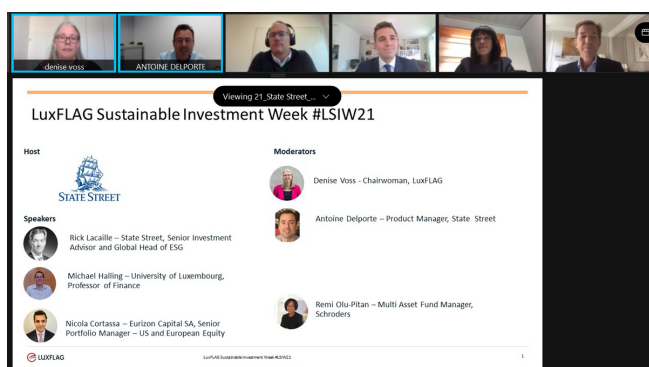 denise voss
ANTOINE DELPORTE
Viewing 21_State Street_...
LuxFLAG Sustainable Investment Week #LSIW21
Host
STATE STREET
Speakers
Rick Lacaille – State Street, Senior Investment
Advisor and Global Head of ESG
Michael Halling – University of Luxembourg,
Professor of Finance
Nicola Cortassa – Eurizon Capital SA, Senior
Portfolio Manager – US and European Equity
Moderators
Denise Voss - Chairwoman, LuxFLAG
Antoine Delporte – Product Manager, State Street
Remi Olu-Pitan – Multi Asset Fund Manager,
Schroders
LUXFLAG
LuxFLAG Sustainable Investment Week #LSIW21
1